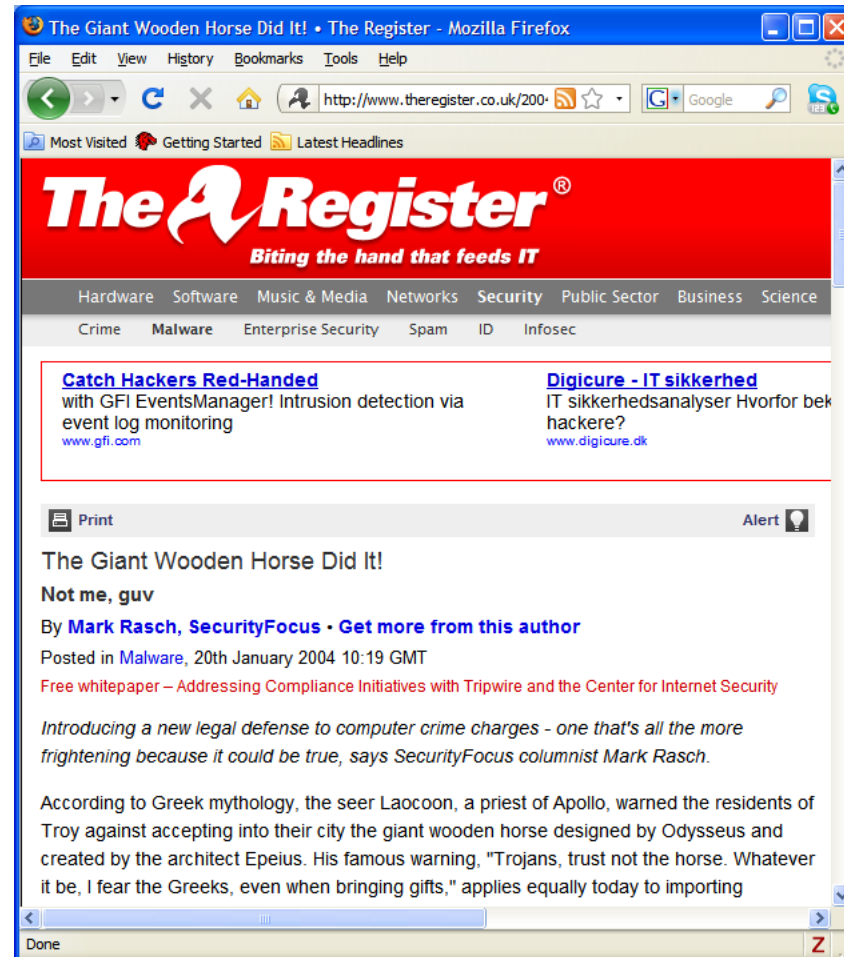 The Giant Wooden Horse Did It! • The Register - Mozilla Firefox
File Edit View History Bookmarks Tools Help
http://www.theregister.co.uk/200 G Google
Most Visited Getting Started Latest Headlines
The Register ®
Biting the hand that feeds IT
Hardware Software Music & Media Networks Security Public Sector Business Science
Crime Malware Enterprise Security Spam ID Infosec
Catch Hackers Red-Handed
with GFI EventsManager! Intrusion detection via
event log monitoring
www.gfi.com
Digicure - IT sikkerhed
IT sikkerhedsanalyser Hvorfor bek
hackere?
www.digicure.dk
Print Alert
The Giant Wooden Horse Did It!
Not me, guv
By Mark Rasch, SecurityFocus • Get more from this author
Posted in Malware, 20th January 2004 10:19 GMT
Free whitepaper – Addressing Compliance Initiatives with Tripwire and the Center for Internet Security
Introducing a new legal defense to computer crime charges - one that's all the more
frightening because it could be true, says SecurityFocus columnist Mark Rasch.
According to Greek mythology, the seer Laocoon, a priest of Apollo, warned the residents of
Troy against accepting into their city the giant wooden horse designed by Odysseus and
created by the architect Epeius. His famous warning, "Trojans, trust not the horse. Whatever
it be, I fear the Greeks, even when bringing gifts," applies equally today to importing
Done Z